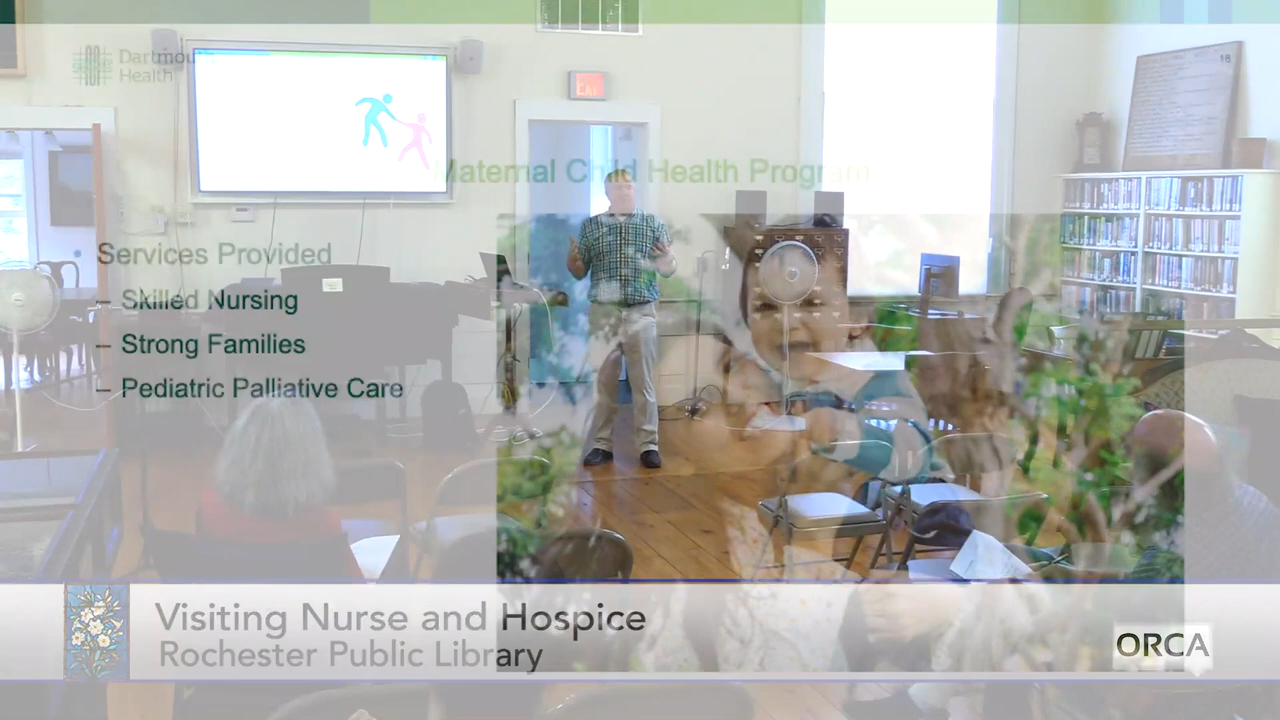 Dartmouth
Health
EXIT
18
Maternal Child Health Program
Services Provided
– Skilled Nursing
– Strong Families
– Pediatric Palliative Care
Visiting Nurse and Hospice
Rochester Public Library
ORCA